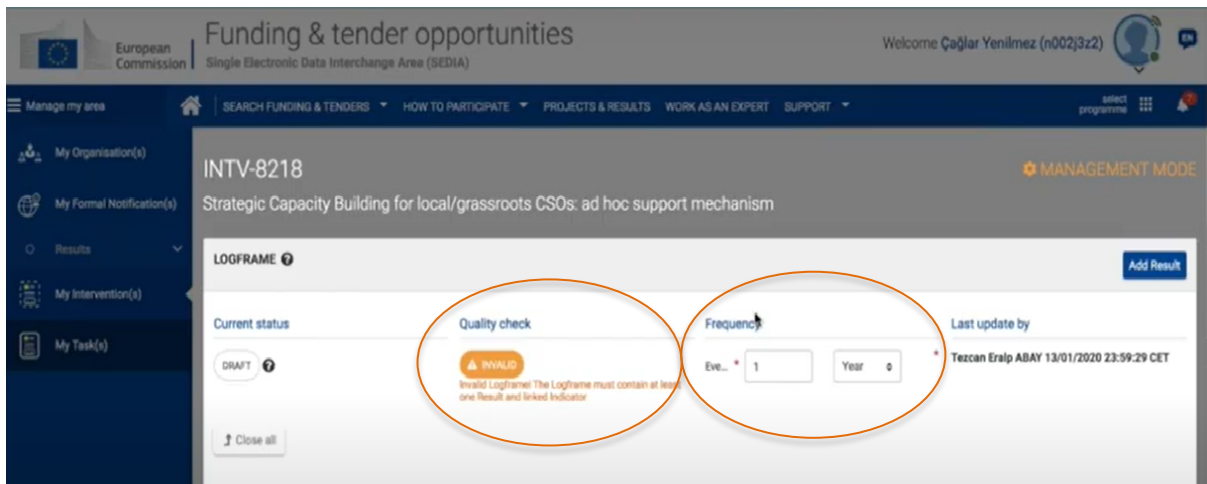 European
Commission
Funding & tender opportunities
Single Electronic Data Interchange Area (SEDIA)
Welcome Çağlar Yenilmez (n002j3z2)
EN
Manage my area
SEARCH FUNDING & TENDERS HOW TO PARTICIPATE PROJECTS & RESULTS WORK AS AN EXPERT SUPPORT
select
programme
My Organisation(s)
My Formal Notification(s)
Results
My Intervention(s)
My Task(s)
INTV-8218
MANAGEMENT MODE
Strategic Capacity Building for local/grassroots CSOs: ad hoc support mechanism
LOGFRAME ?
Add Result
Current status
Quality check
Frequency
Last update by
DRAFT ?
INVALID
Invalid Logframe! The Logframe must contain at least
one Result and linked Indicator
Eve... * 1 Year *
Tezcan Eralp ABAY 13/01/2020 23:59:29 CET
Close all